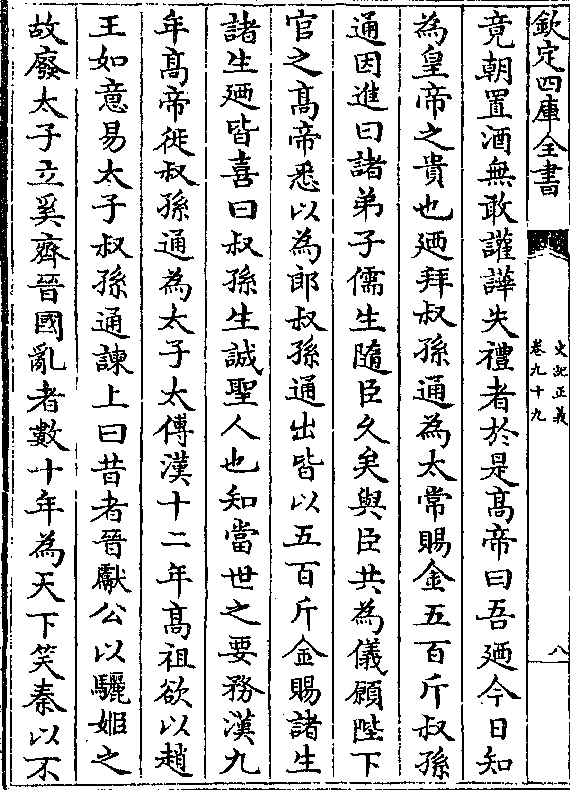 欽定四庫全書
史記正義
卷九十九
八
竟朝置酒無敢讙譁失禮者於是髙帝曰吾廼今日知
為皇帝之貴也廼拜叔孫通為太常賜金五百斤叔孫
通因進曰諸弟子儒生隨臣久矣與臣共為儀願陛下
官之髙帝悉以為郎叔孫通出皆以五百斤金賜諸生
諸生廼皆喜曰叔孫生誠聖人也知當世之要務漢九
年髙帝徙叔孫通為太子太傅漢十二年髙祖欲以趙
王如意易太子叔孫通諫上曰昔者晉獻公以驪姬之
故廢太子立奚齊晉國亂者數十年為天下笑秦以不